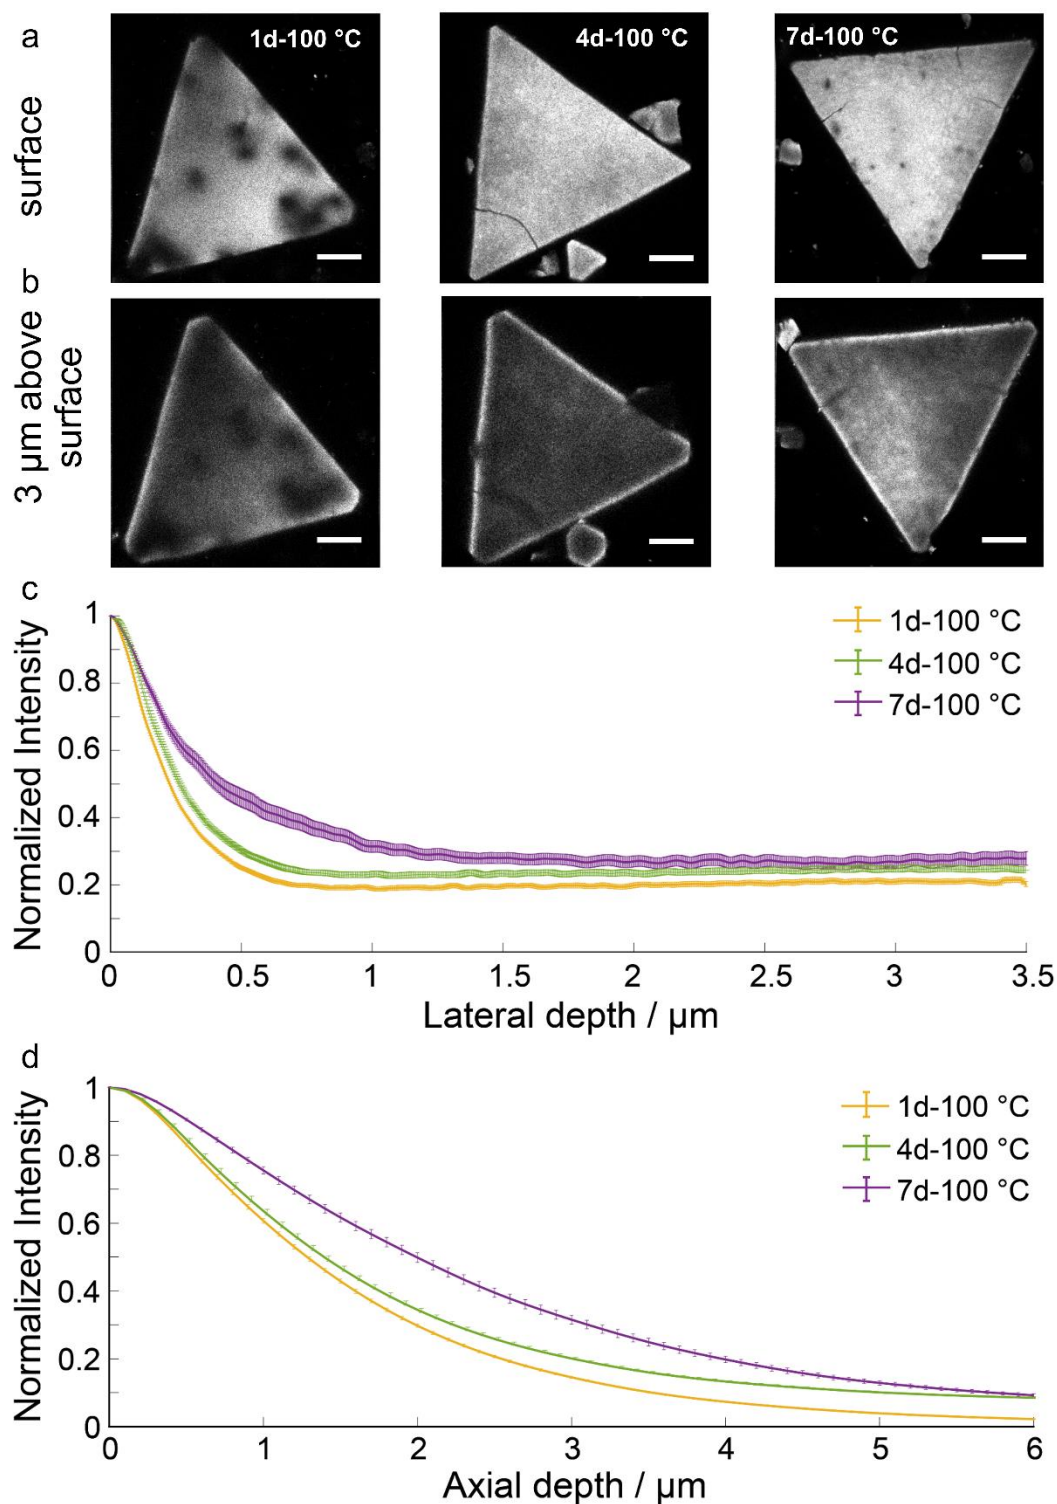 a
surface
1d-100 °C
4d-100 °C
7d-100 °C
b
3 µm above
surface
c
Normalized Intensity
1
0.8
0.6
0.4
0.2
0
0
0.5
1
1.5
2
2.5
3
3.5
Lateral depth / µm
1d-100 °C
4d-100 °C
7d-100 °C
d
Normalized Intensity
1
0.8
0.6
0.4
0.2
0
0
1
2
3
4
5
6
Axial depth / µm
1d-100 °C
4d-100 °C
7d-100 °C